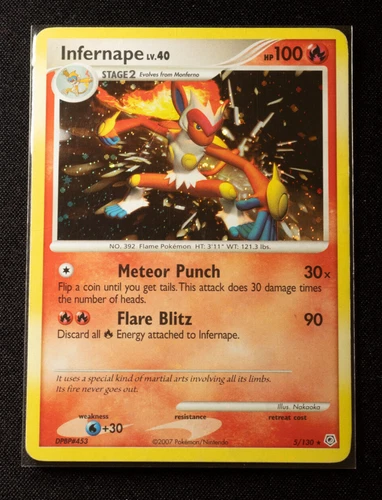 Infernape LV.40 HP 100
STAGE2 Evolves from Monferno
NO. 392 Flame Pokémon HT: 3'11" WT: 121.3 lbs.
Meteor Punch 30×
Flip a coin until you get tails. This attack does 30 damage times
the number of heads.
Flare Blitz 90
Discard all Energy attached to Infernape.
It uses a special kind of martial arts involving all its limbs.
Its fire never goes out.
Illus. Nakaoka
weakness resistance retreat cost
+30
DPBP#453 ©2007 Pokémon/Nintendo 5/130 ★